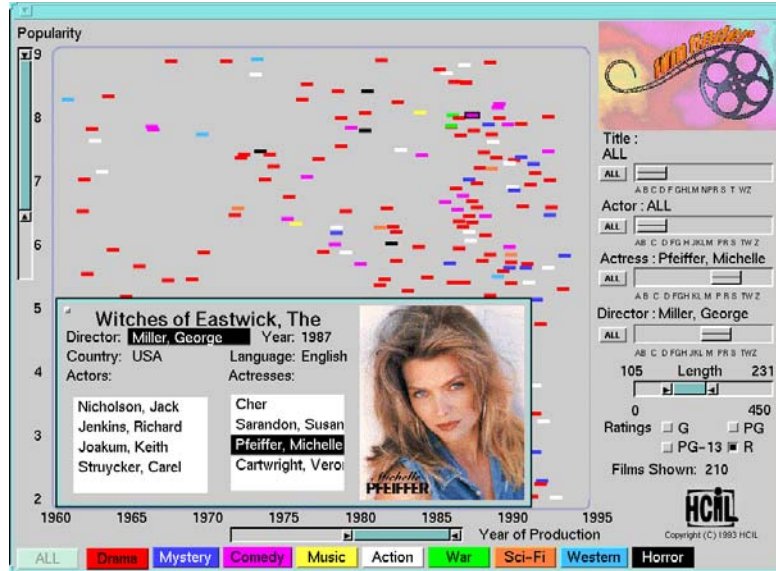 Popularity
9
8
7
6
5
4
3
2
1960 1965 1970 1975 1980 1985 1990 1995
Year of Production
Witches of Eastwick, The
Director: Miller, George Year: 1987
Country: USA Language: English
Actors: Actresses:
Nicholson, Jack
Jenkins, Richard
Joakum, Keith
Struycker, Carel
Cher
Sarandon, Susan
Pfeiffer, Michelle
Cartwright, Vero
Michelle
PFEIFFER
Title :
ALL
ALL
A B C D F G H L M N P R S T W Z
Actor : ALL
ALL
AB C D F G H J K L M P R S T W Z
Actress : Pfeiffer, Michelle
ALL
AB C D F G H K L M P R S T W Z
Director : Miller, George
ALL
AB C D F G H J K L M P R S T W Z
105 Length 231
0 450
Ratings G PG
PG-13 R
Films Shown: 210
HCIL
Copyright (C) 1993 HCIL
ALL Drama Mystery Comedy Music Action War Sci-Fi Western Horror